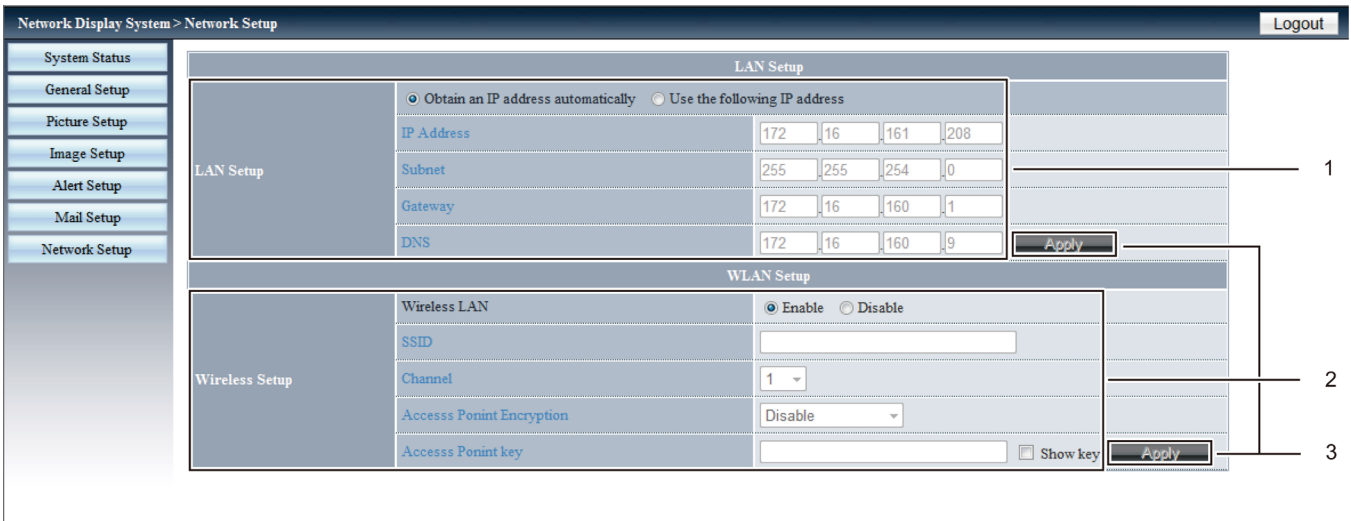 Network Display System > Network Setup
Logout
System Status
General Setup
Picture Setup
Image Setup
Alert Setup
Mail Setup
Network Setup
LAN Setup
LAN Setup
Obtain an IP address automatically Use the following IP address
IP Address 172 . 16 . 161 . 208
Subnet 255 . 255 . 254 . 0
Gateway 172 . 16 . 160 . 1
DNS 172 . 16 . 160 . 9 Apply
1
WLAN Setup
Wireless Setup
Wireless LAN Enable Disable
SSID
Channel 1
Accesss Ponint Encryption Disable
Accesss Ponint key Show key Apply
2
3